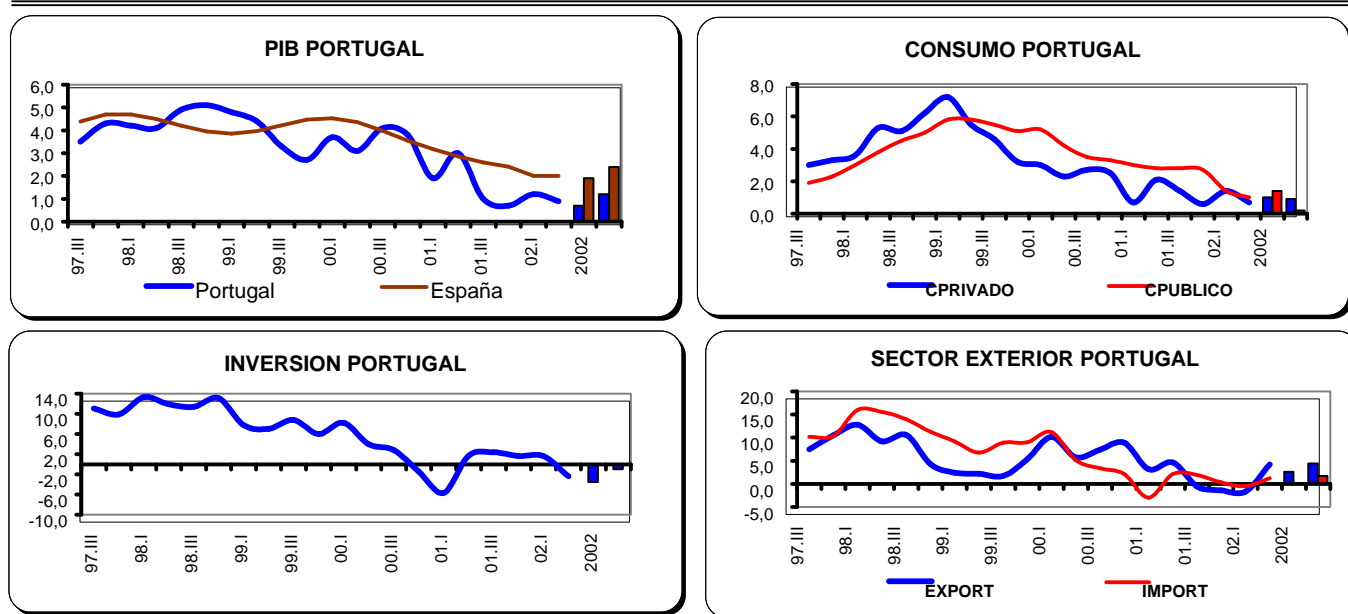 PIB PORTUGAL
6,0
5,0
4,0
3,0
2,0
1,0
0,0
97.III
98.I
98.III
99.I
99.III
00.I
00.III
01.I
01.III
02.I
2002
Portugal
España
CONSUMO PORTUGAL
8,0
6,0
4,0
2,0
0,0
97.III
98.I
98.III
99.I
99.III
00.I
00.III
01.I
01.III
02.I
2002
CPRIVADO
CPUBLICO
INVERSION PORTUGAL
14,0
10,0
6,0
2,0
-2,0
-6,0
-10,0
97.III
98.I
98.III
99.I
99.III
00.I
00.III
01.I
01.III
02.I
2002
SECTOR EXTERIOR PORTUGAL
20,0
15,0
10,0
5,0
0,0
-5,0
97.III
98.I
98.III
99.I
99.III
00.I
00.III
01.I
01.III
02.I
2002
EXPORT
IMPORT